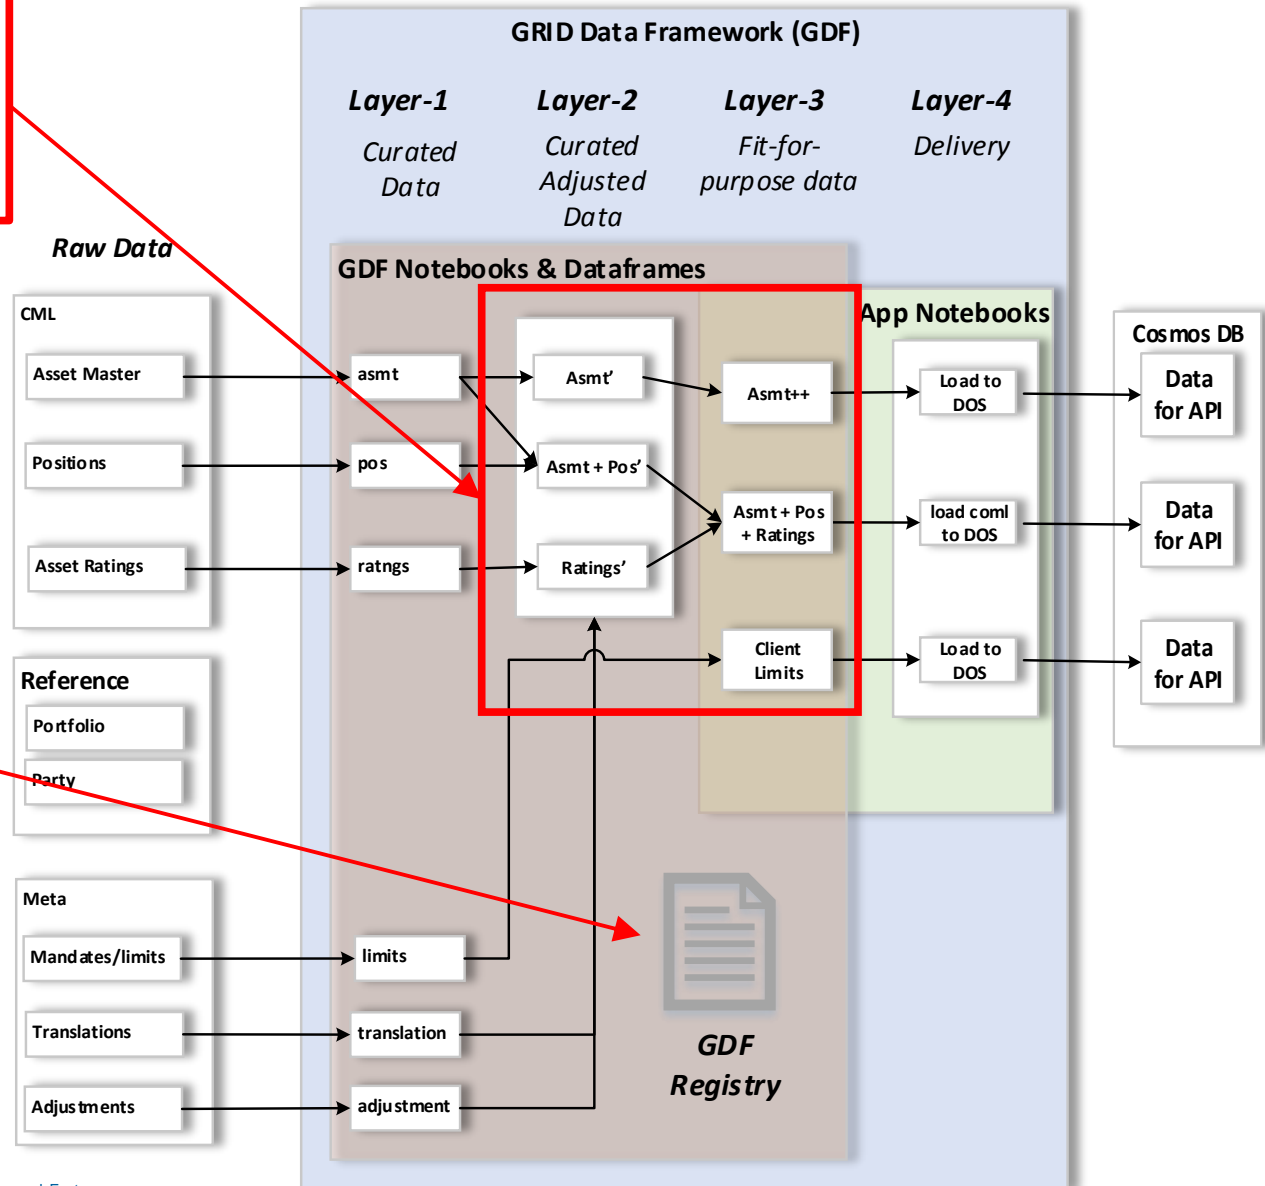 GRID Data Framework (GDF)
Layer-1
Layer-2
Layer-3
Layer-4
Curated
Data
Curated
Adjusted
Data
Fit-for-
purpose data
Delivery
Raw Data
GDF Notebooks & Dataframes
App Notebooks
CML
Asset Master
Positions
Asset Ratings
asmt
pos
ratngs
Asmt’
Asmt + Pos’
Ratings’
Asmt++
Asmt + Pos
+ Ratings
Client
Limits
Load to
DOS
load coml
to DOS
Load to
DOS
Cosmos DB
Data
for API
Data
for API
Data
for API
Reference
Portfolio
Party
Meta
Mandates/limits
Translations
Adjustments
limits
translation
adjustment
GDF
Registry